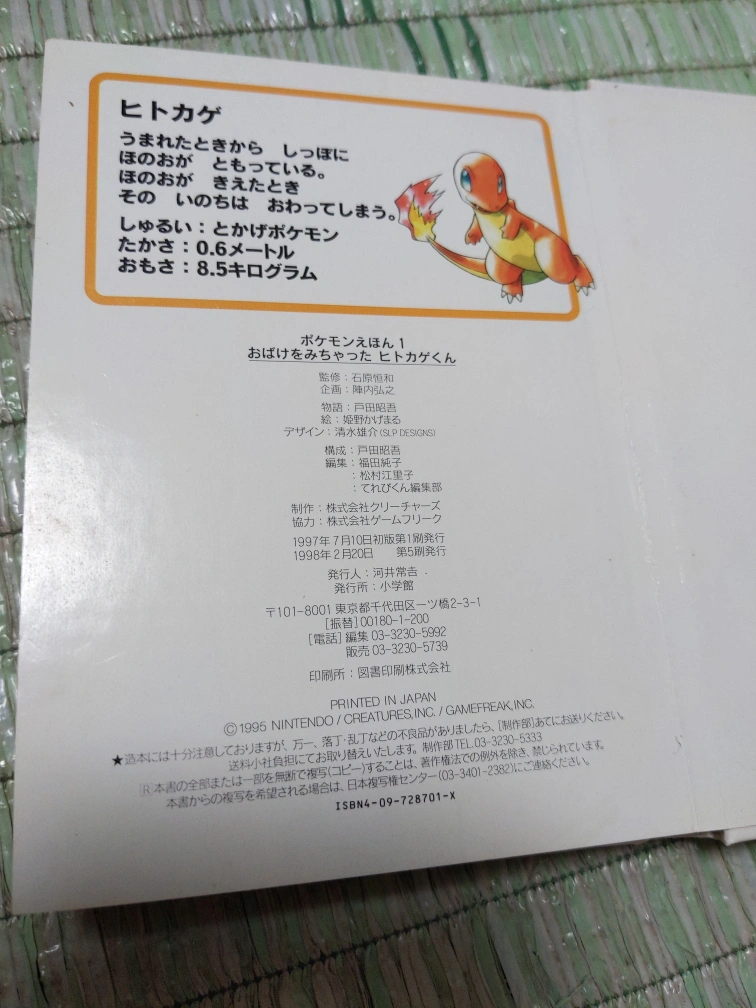 ヒトカゲ
うまれたときから しっぽに
ほのおが ともっている。
ほのおが きえたとき
その いのちは おわってしまう。
しゅるい：とかげポケモン
たかさ：0.6メートル
おもさ：8.5キログラム
ポケモンえほん1
おばけをみちゃった ヒトカゲくん
監修：石原恒和
企画：陣内弘之
物語：戸田昭吾
絵：姫野かげまる
デザイン：清水雄介(SLP DESIGNS)
構成：戸田昭吾
編集：福田純子
：松村江里子
：てれびくん編集部
制作：株式会社クリーチャーズ
協力：株式会社ゲームフリーク
1997年7月10日初版第1刷発行
1998年2月20日 第5刷発行
発行人：河井常吉
発行所：小学館
〒101-8001 東京都千代田区一ツ橋2-3-1
[振替]00180-1-200
[電話]編集 03-3230-5992
販売 03-3230-5739
印刷所：図書印刷株式会社
PRINTED IN JAPAN
©1995 NINTENDO / CREATURES, INC. / GAMEFREAK, INC.
★造本には十分注意しておりますが、万一、落丁・乱丁などの不良品がありましたら、[制作部]あてにお送りください。
送料小社負担にてお取り替えいたします。制作部TEL.03-3230-5333
Ⓡ本書の全部または一部を無断で複写(コピー)することは、著作権法での例外を除き、禁じられています。
本書からの複写を希望される場合は、日本複写権センター(03-3401-2382)にご連絡ください。
ISBN4-09-728701-X